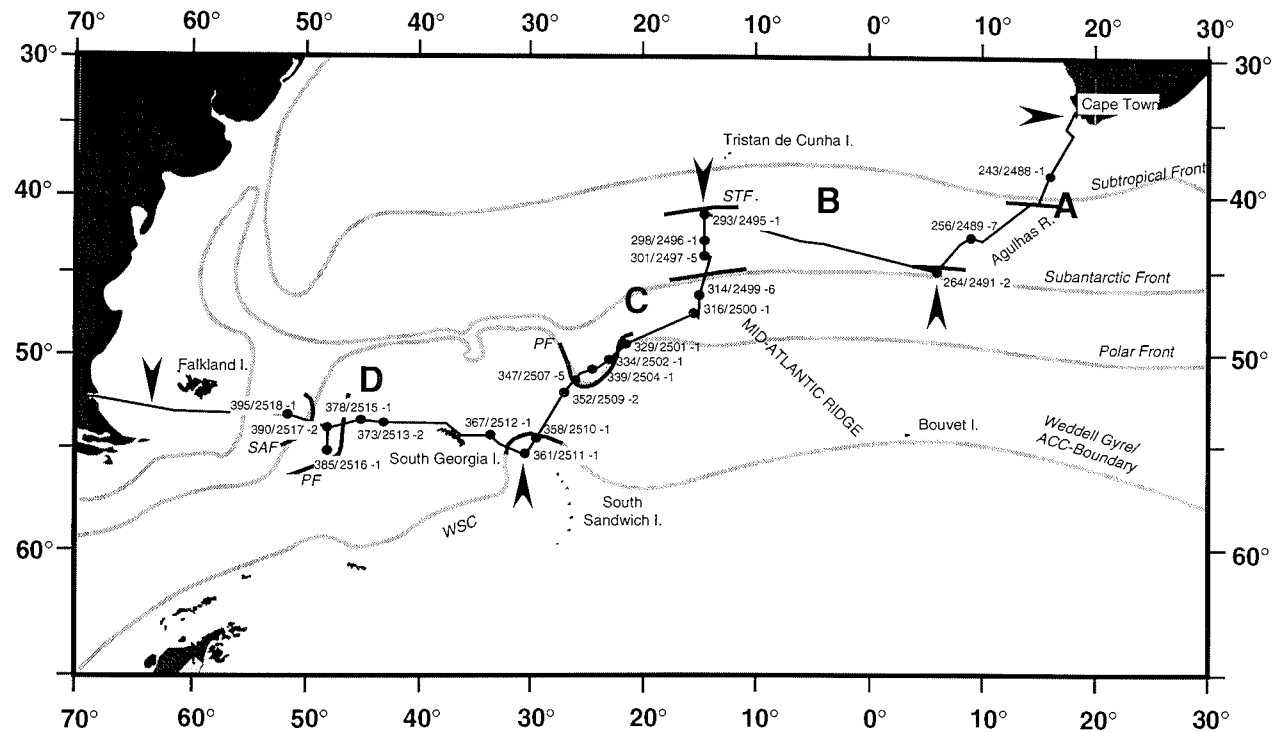 70° 60° 50° 40° 30° 20° 10° 0° 10° 20° 30°
30° 30°
Cape Town
Tristan de Cunha I.
243/2488 -1
Subtropical Front
40° 40°
STF.
B
A
293/2495 -1
256/2489 -7
Agulhas R.
298/2496 -1
301/2497 -5
Subantarctic Front
264/2491 -2
314/2499 -6
C
316/2500 -1
MID-ATLANTIC RIDGE
PF
329/2501 -1
50° 50°
Polar Front
334/2502 -1
Falkland I.
339/2504 -1
347/2507 -5
D
352/2509 -2
395/2518 -1
378/2515 -1
367/2512 -1
358/2510 -1
390/2517 -2
373/2513 -2
Bouvet I.
Weddell Gyre/
ACC-Boundary
SAF
South Georgia I.
361/2511 -1
385/2516 -1
PF
South
Sandwich I.
WSC
60° 60°
70° 60° 50° 40° 30° 20° 10° 0° 10° 20° 30°